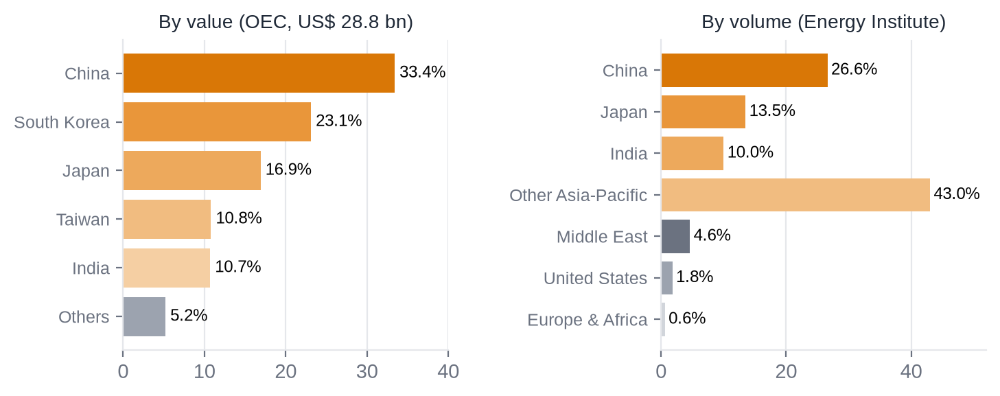 By value (OEC, US$ 28.8 bn)
China 33.4%
South Korea 23.1%
Japan 16.9%
Taiwan 10.8%
India 10.7%
Others 5.2%
0 10 20 30 40
By volume (Energy Institute)
China 26.6%
Japan 13.5%
India 10.0%
Other Asia-Pacific 43.0%
Middle East 4.6%
United States 1.8%
Europe & Africa 0.6%
0 20 40